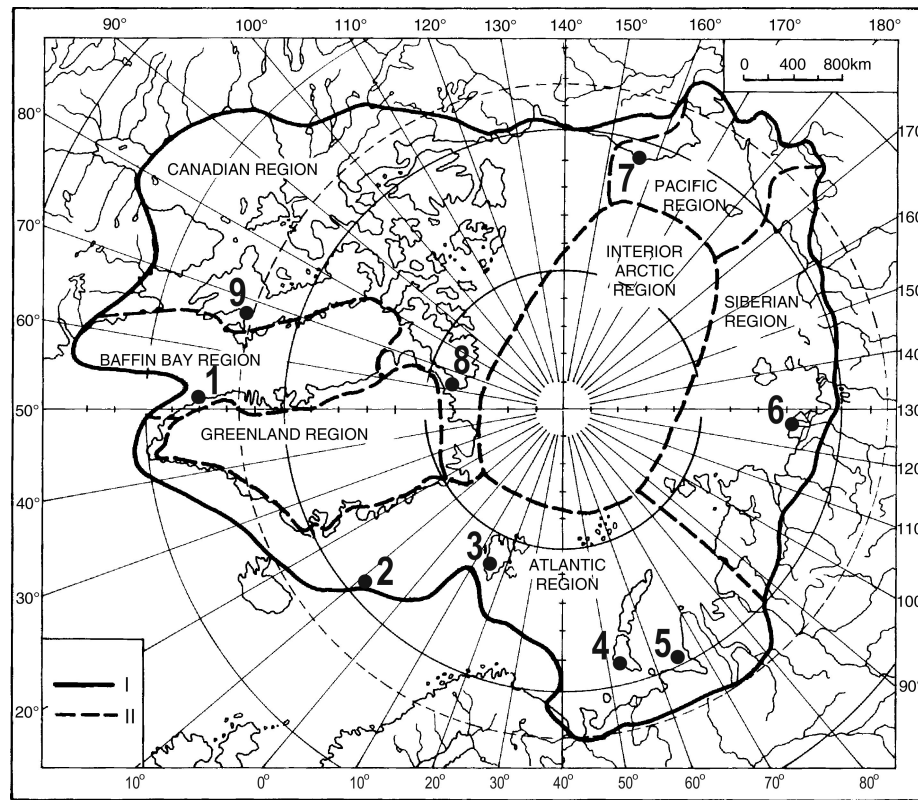 90° 100° 110° 120° 130° 140° 150° 160° 170° 180°
0 400 800km
80°
170°
CANADIAN REGION
7
PACIFIC
REGION
70°
160°
INTERIOR
ARCTIC
REGION
9
SIBERIAN
REGION
150°
60°
BAFFIN BAY REGION
8
140°
1
50°
6
130°
GREENLAND REGION
120°
40°
110°
3
ATLANTIC
REGION
2
30°
100°
4 5
I
90°
II
20°
10° 0° 10° 20° 30° 40° 50° 60° 70° 80°